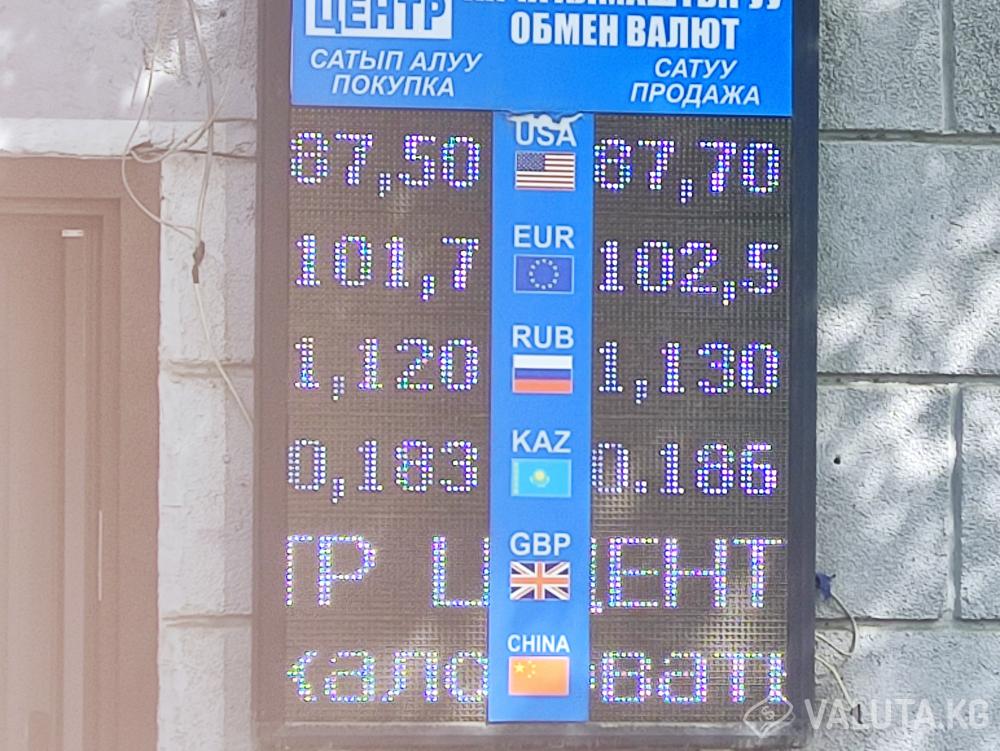 ЦЕНТР
ОБМЕН ВАЛЮТ
САТЫП АЛУУ САТУУ
ПОКУПКА ПРОДАЖА
87,50 USA 87,70
101,7 EUR 102,5
1,120 RUB 1,130
0,183 KAZ 0.186
GBP
CHINA
VALUTA.KG